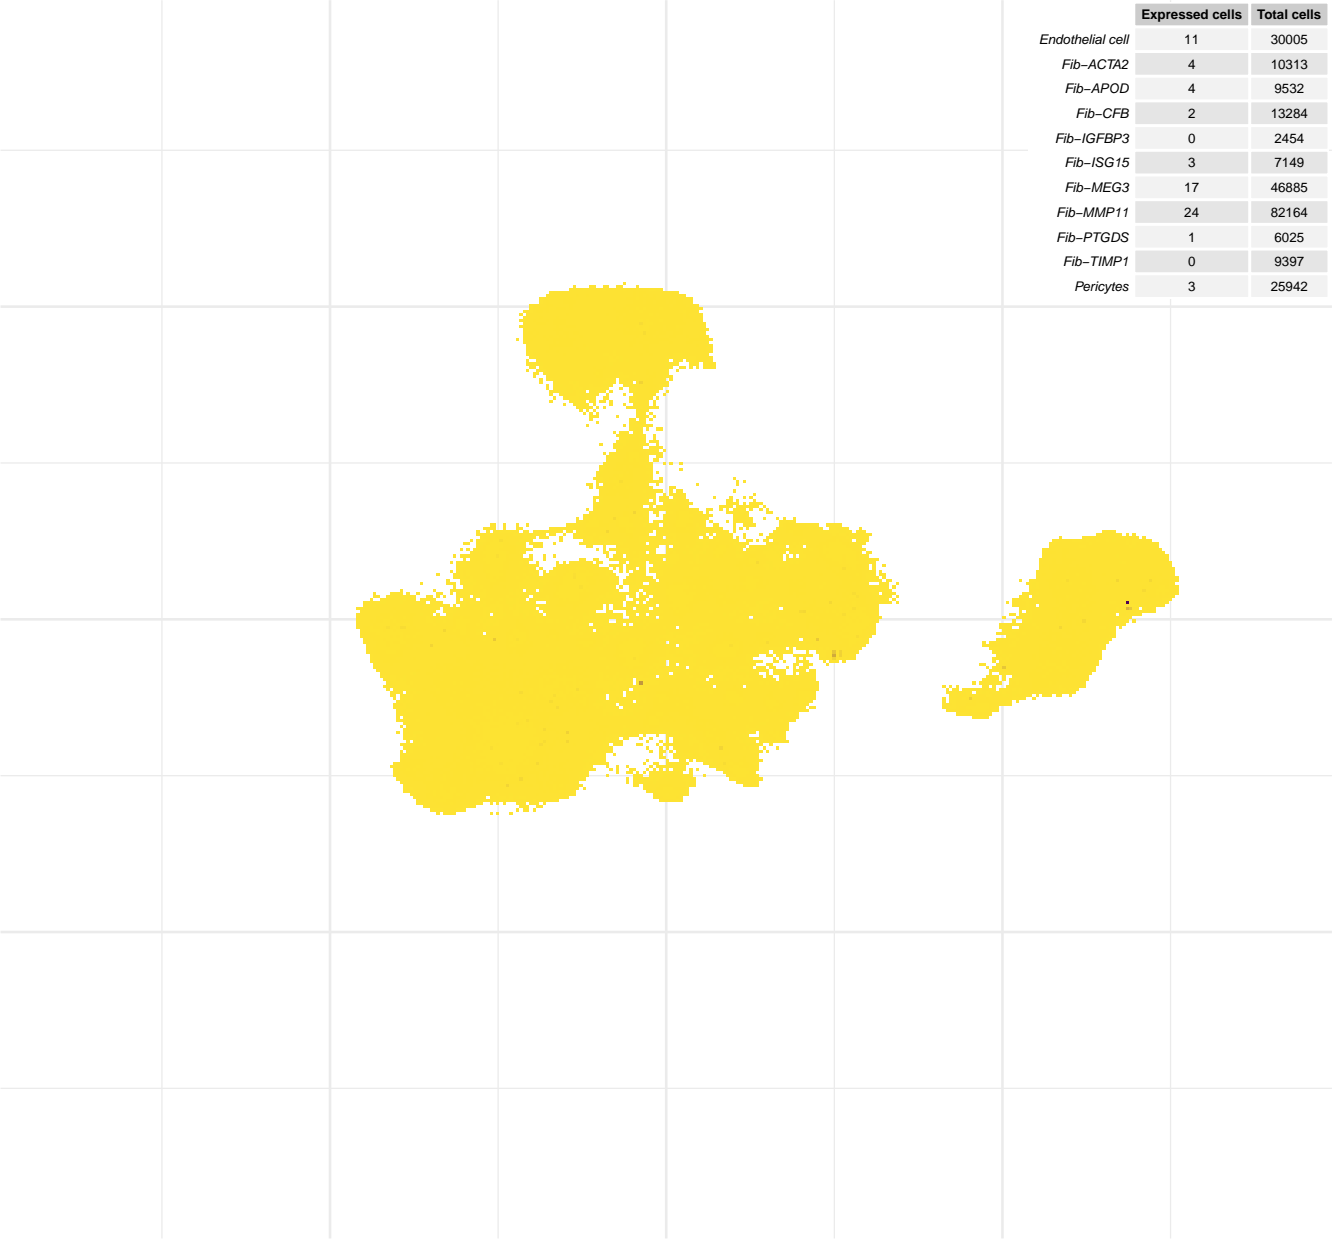 Expressed cells Total cells
Endothelial cell 11 30005
Fib−ACTA2 4 10313
Fib−APOD 4 9532
Fib−CFB 2 13284
Fib−IGFBP3 0 2454
Fib−ISG15 3 7149
Fib−MEG3 17 46885
Fib−MMP11 24 82164
Fib−PTGDS 1 6025
Fib−TIMP1 0 9397
Pericytes 3 25942